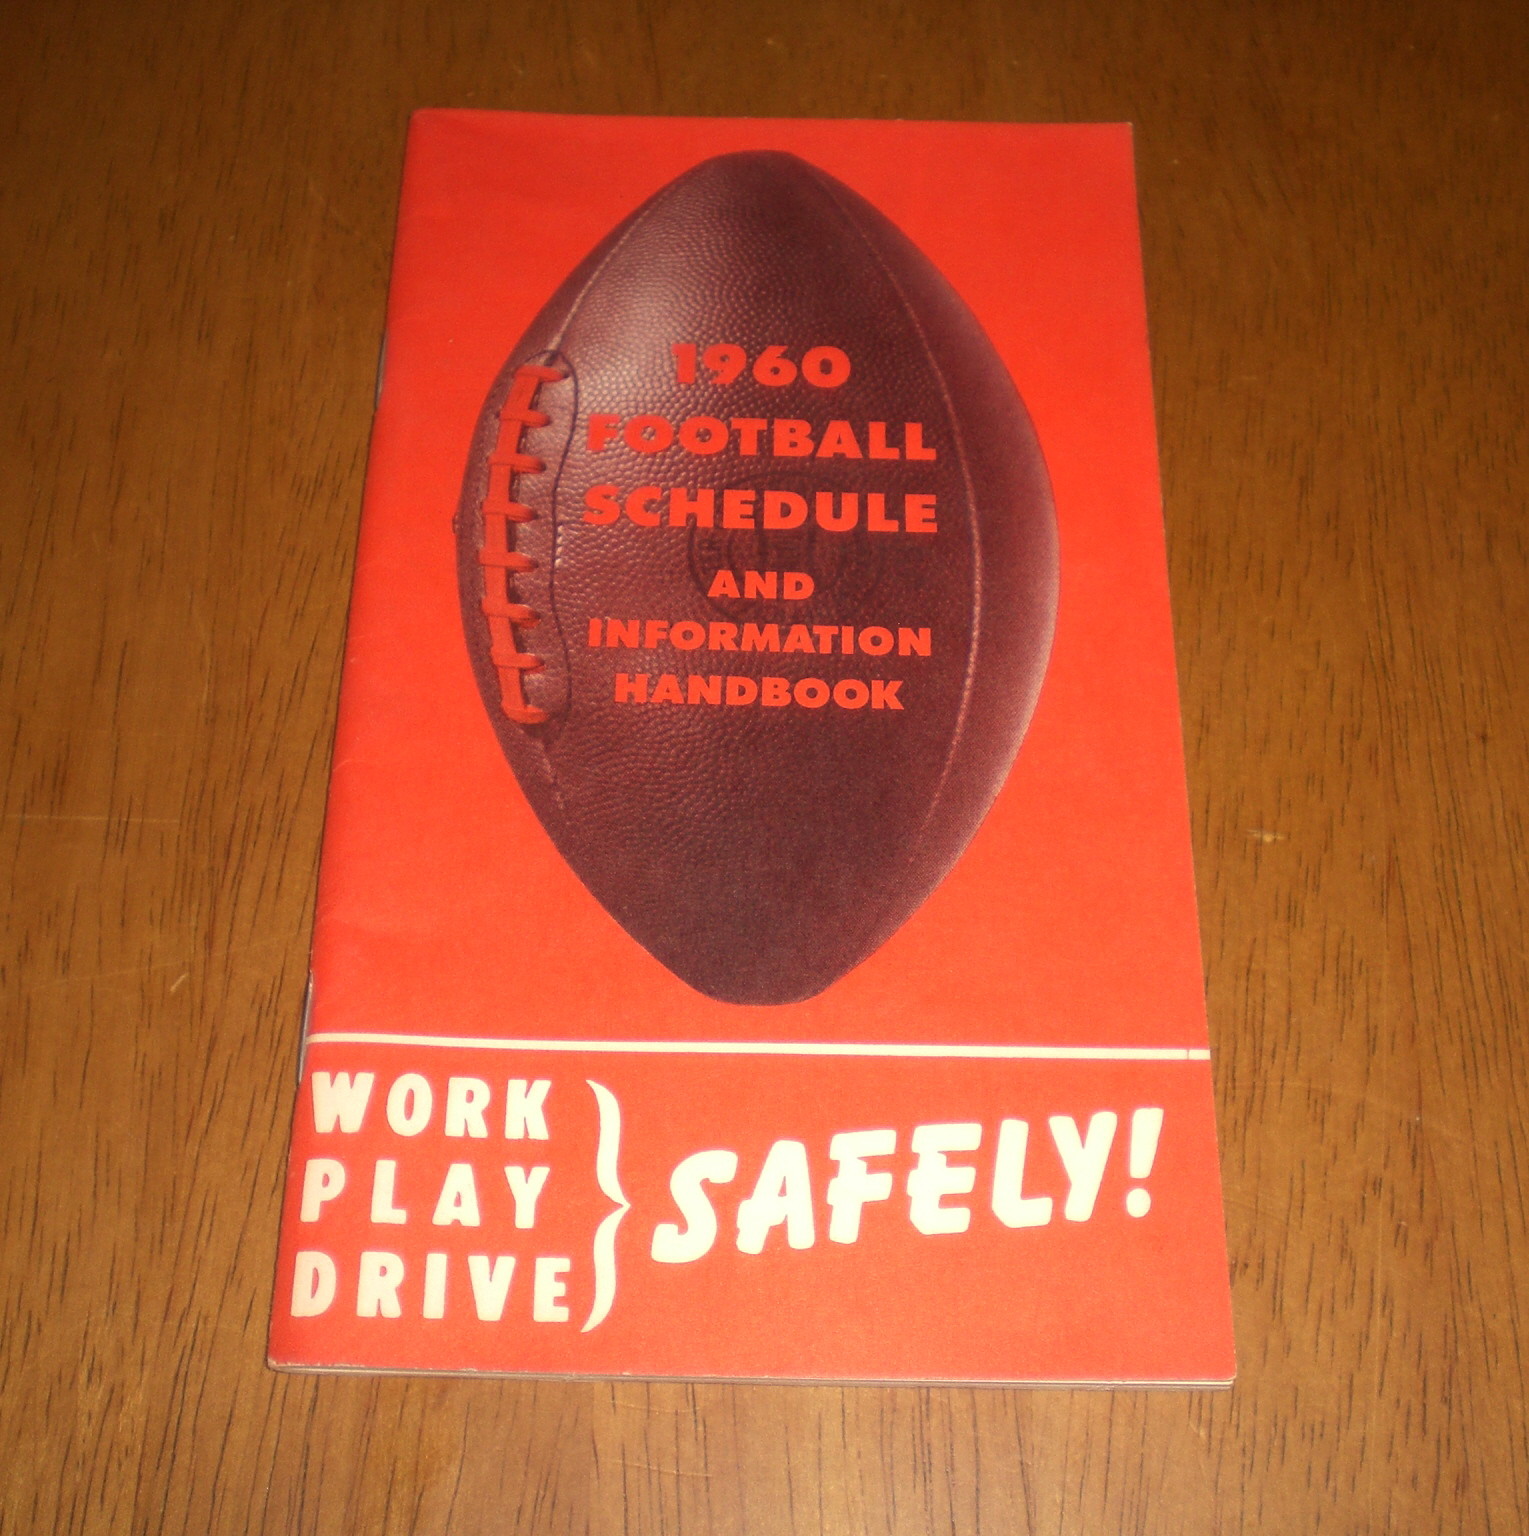 1960
FOOTBALL
SCHEDULE
AND
INFORMATION
HANDBOOK
WORK
PLAY
DRIVE
SAFELY!